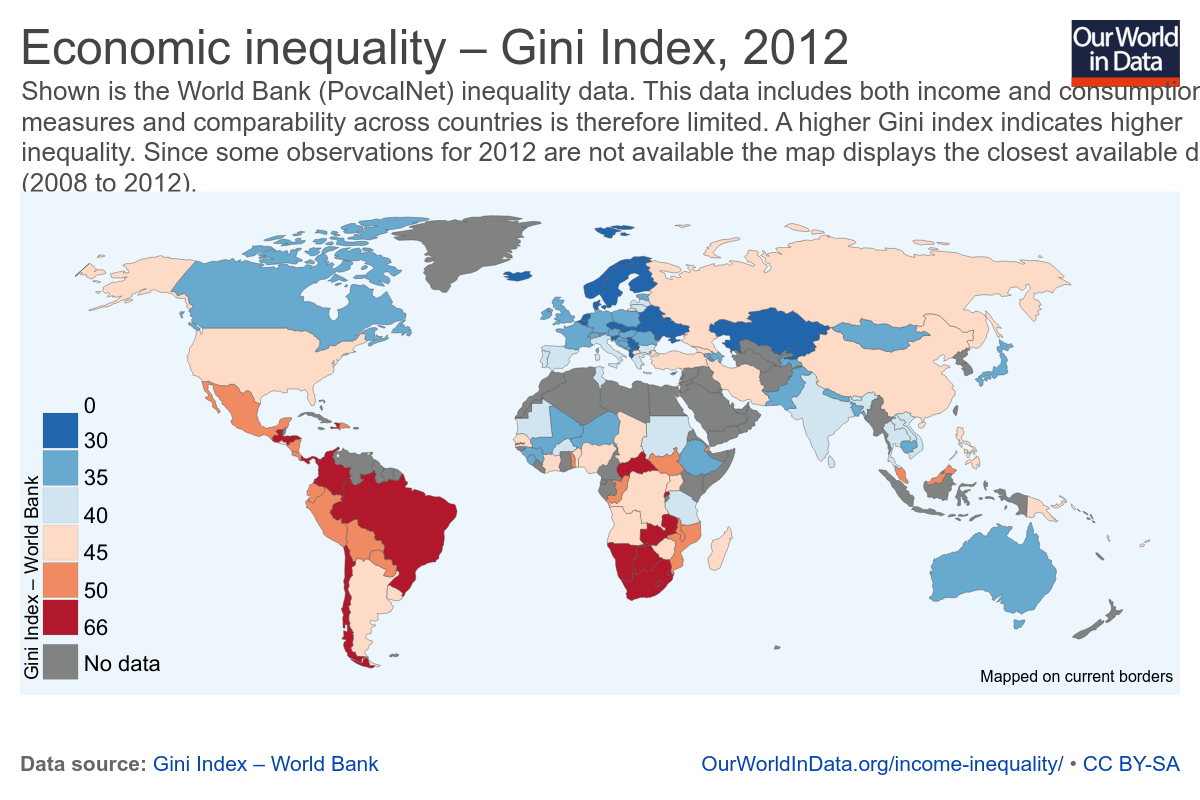 Economic inequality – Gini Index, 2012
Our World
in Data
Shown is the World Bank (PovcalNet) inequality data. This data includes both income and consumption
measures and comparability across countries is therefore limited. A higher Gini index indicates higher
inequality. Since some observations for 2012 are not available the map displays the closest available d
(2008 to 2012).
Gini Index – World Bank
0
30
35
40
45
50
66
No data
Mapped on current borders
Data source: Gini Index – World Bank
OurWorldInData.org/income-inequality/ • CC BY-SA